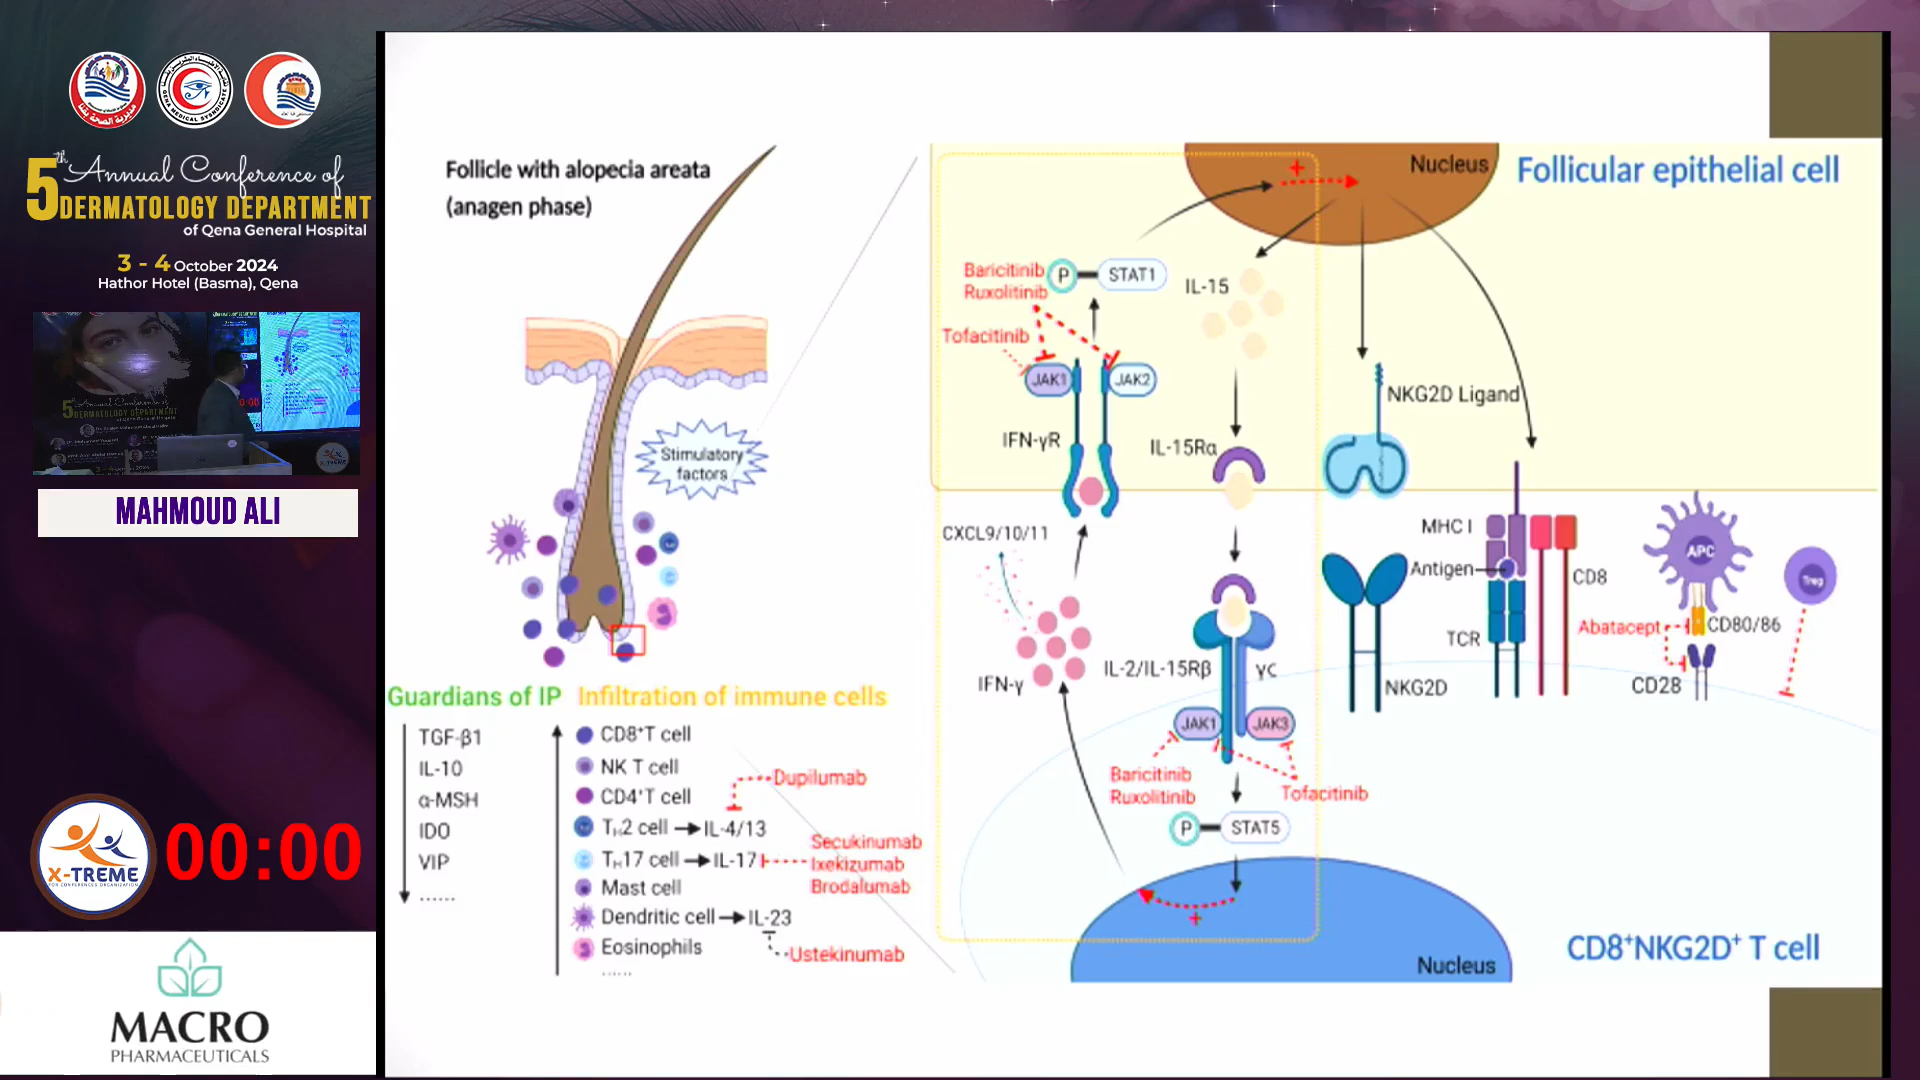 5th Annual Conference of
DERMATOLOGY DEPARTMENT
of Qena General Hospital
3 - 4 October 2024
Hathor Hotel (Basma), Qena
MAHMOUD ALI
X-TREME
FOR CONFERENCES ORGANIZATION
00:00
MACRO
PHARMACEUTICALS
Follicle with alopecia areata
(anagen phase)
Stimulatory
factors
Guardians of IP
TGF-β1
IL-10
α-MSH
IDO
VIP
......
Infiltration of immune cells
CD8⁺T cell
NK T cell
CD4⁺T cell
TH2 cell → IL-4/13
TH17 cell → IL-17
Mast cell
Dendritic cell → IL-23
Eosinophils
......
Dupilumab
Secukinumab
Ixekizumab
Brodalumab
Ustekinumab
Nucleus
Follicular epithelial cell
+
Baricitinib
Ruxolitinib
P
STAT1
IL-15
Tofacitinib
JAK1
JAK2
NKG2D Ligand
IFN-γR
IL-15Rα
CXCL9/10/11
MHC I
Antigen
CD8
TCR
APC
Treg
Abatacept
CD80/86
CD28
NKG2D
IFN-γ
IL-2/IL-15Rβ
γc
JAK1
JAK3
Baricitinib
Ruxolitinib
Tofacitinib
P
STAT5
+
Nucleus
CD8⁺NKG2D⁺ T cell